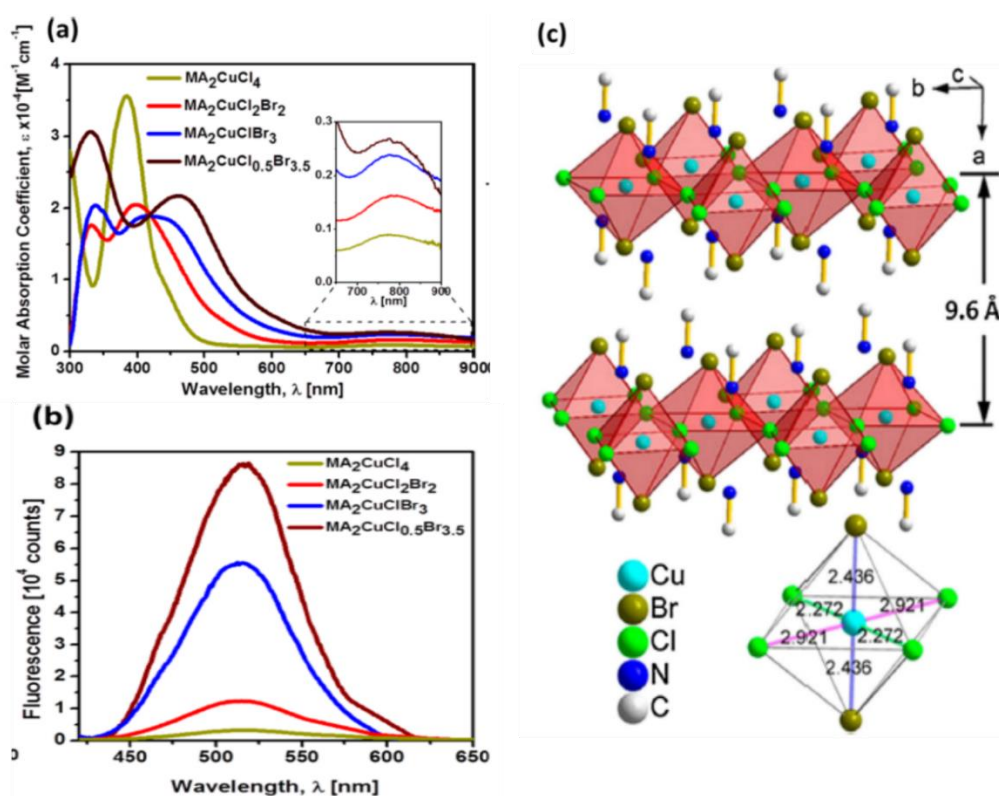 (a)
Molar Absorption Coefficient, ε x10⁻⁴[M⁻¹cm⁻¹]
4
3
2
1
0
MA₂CuCl₄
MA₂CuCl₂Br₂
MA₂CuClBr₃
MA₂CuCl₀.₅Br₃.₅
0.3
0.2
0.1
0.0
700 800 900
λ [nm]
300 400 500 600 700 800 900
Wavelength, λ [nm]
(b)
Fluorescence [10⁴ counts]
9
8
7
6
5
4
3
2
1
0
MA₂CuCl₄
MA₂CuCl₂Br₂
MA₂CuClBr₃
MA₂CuCl₀.₅Br₃.₅
450 500 550 600 650
Wavelength, λ [nm]
(c)
b c
a
9.6 Å
Cu
Br
Cl
N
C
2.436
2.272 2.921
2.921 2.272
2.436